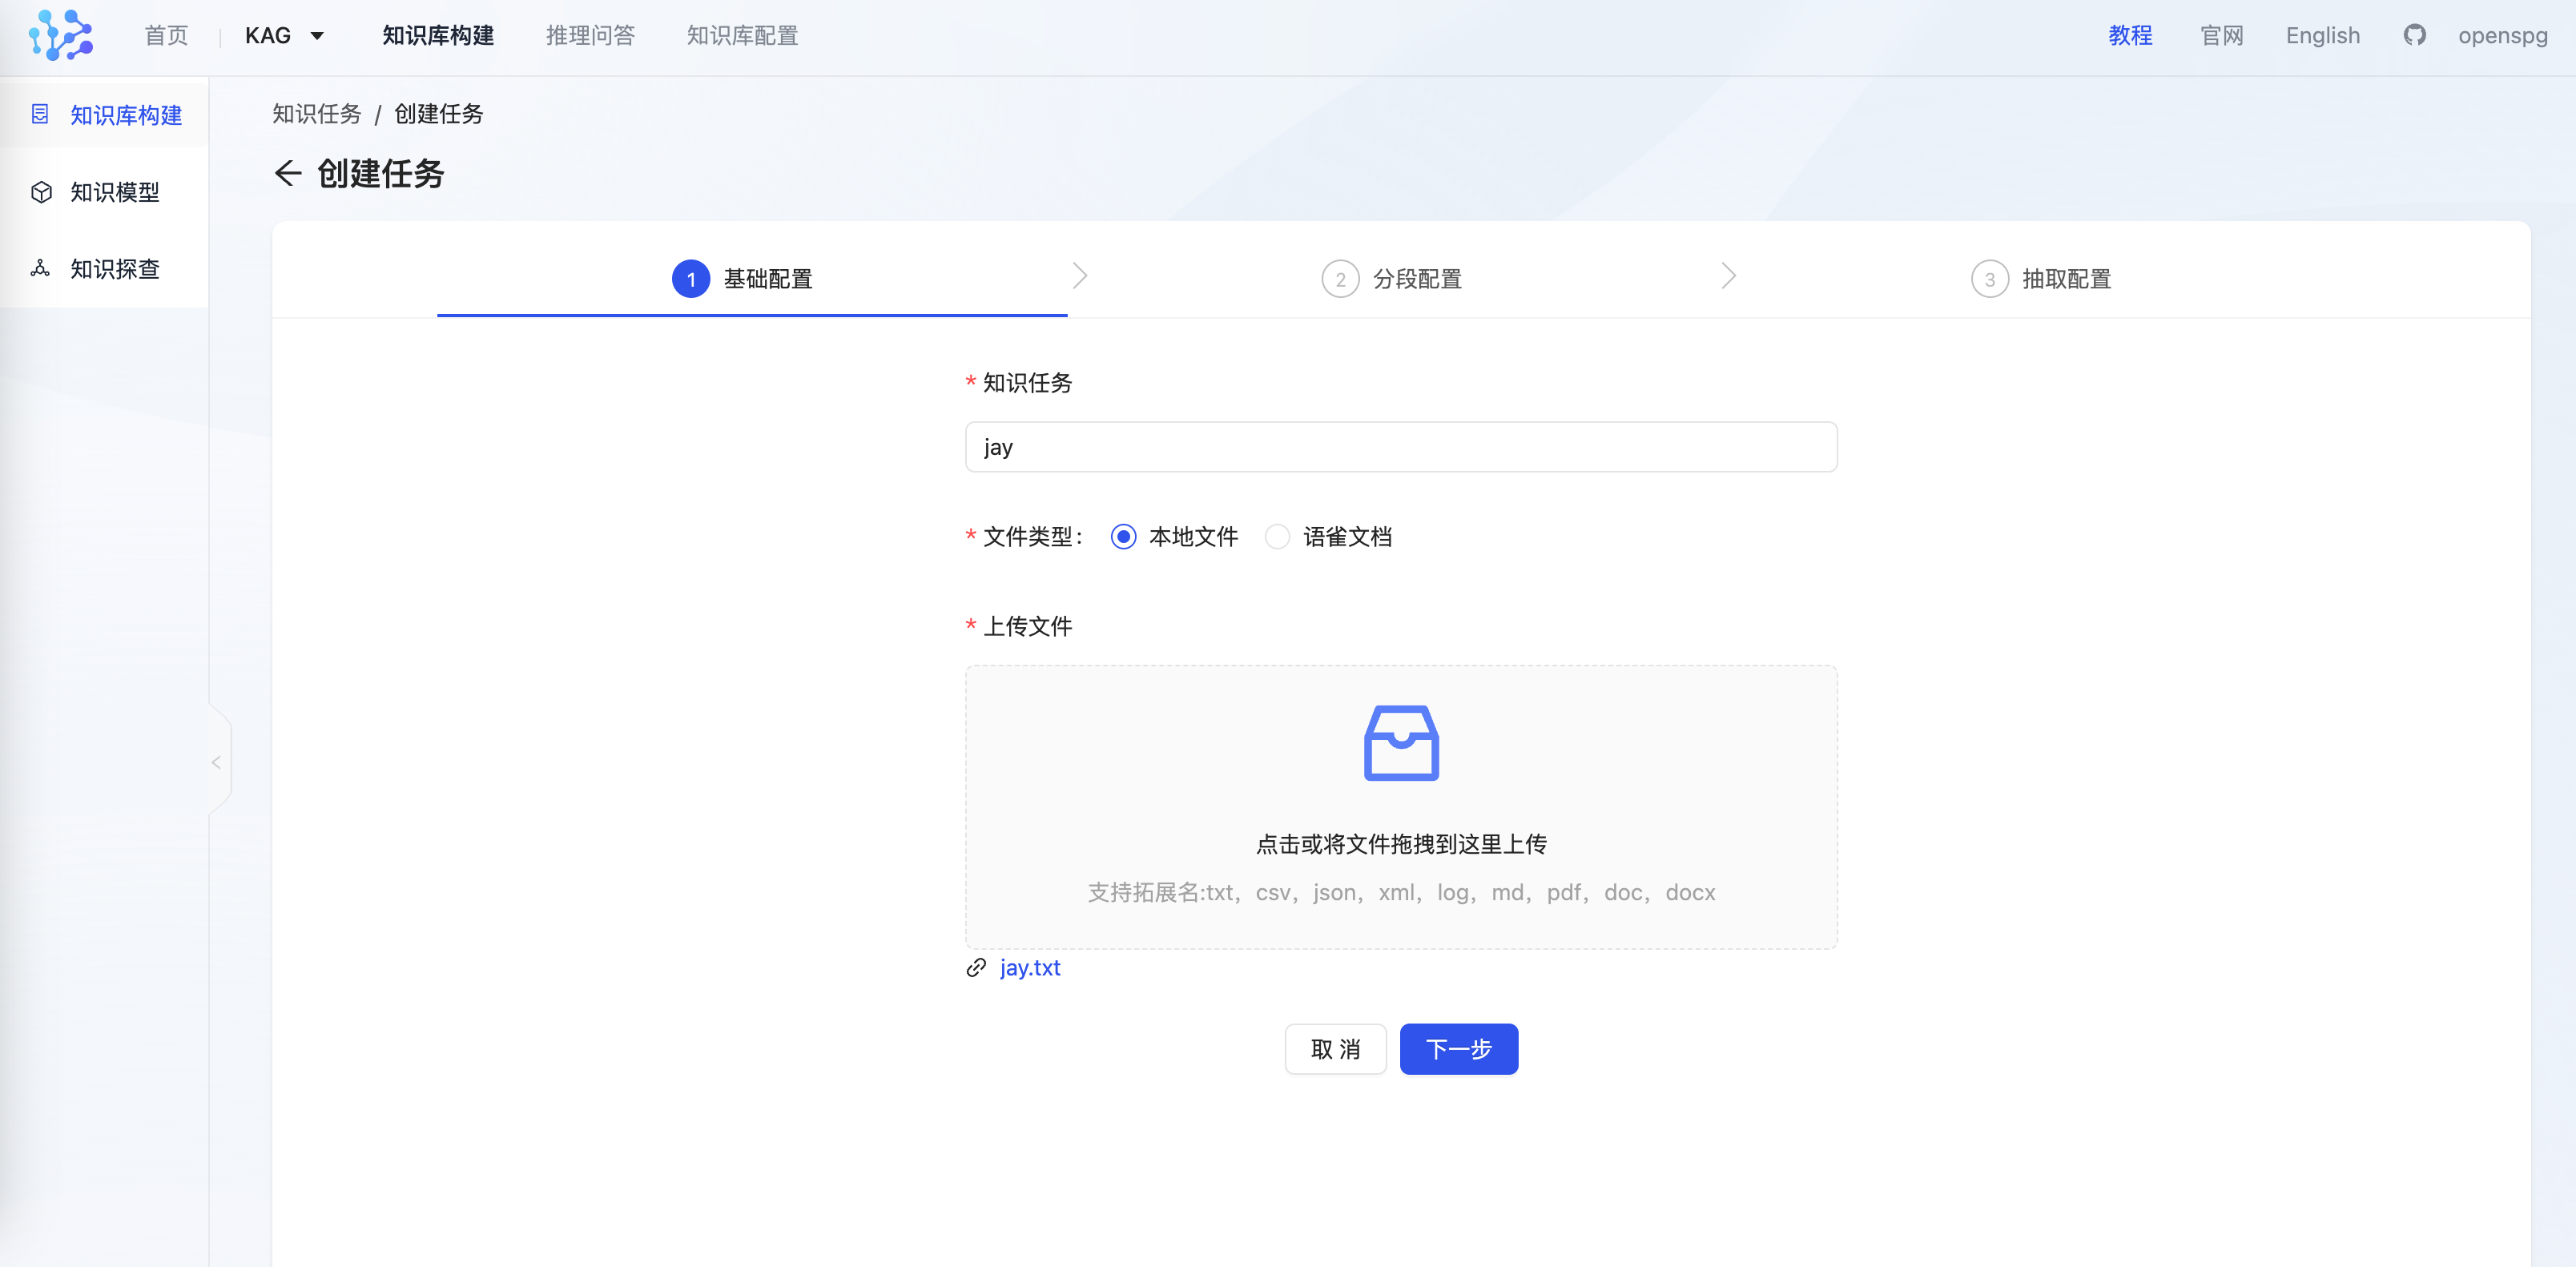 首页 | KAG 知识库构建 推理问答 知识库配置 教程 官网 English openspg
知识库构建
知识模型
知识探查
知识任务 / 创建任务
创建任务
1 基础配置 2 分段配置 3 抽取配置
* 知识任务
jay
* 文件类型: 本地文件 语雀文档
* 上传文件
点击或将文件拖拽到这里上传
支持拓展名:txt，csv，json，xml，log，md，pdf，doc，docx
jay.txt
取 消 下一步